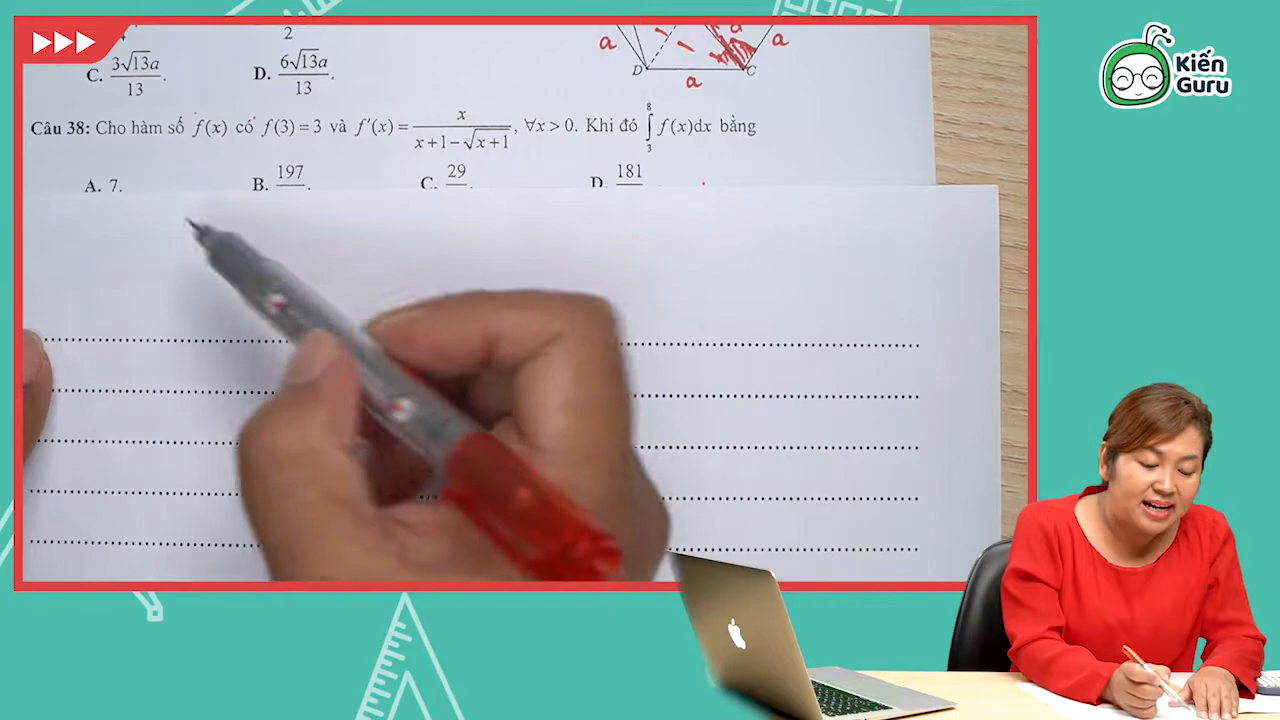 2
C. 3√13a/13. D. 6√13a/13.
a a
D C
a
Câu 38: Cho hàm số f(x) có f(3) = 3 và f'(x) = x/(x+1−√(x+1)), ∀x > 0. Khi đó ∫₃⁸ f(x)dx bằng
A. 7. B. 197 . C. 29 . D. 181
Kiến
Guru